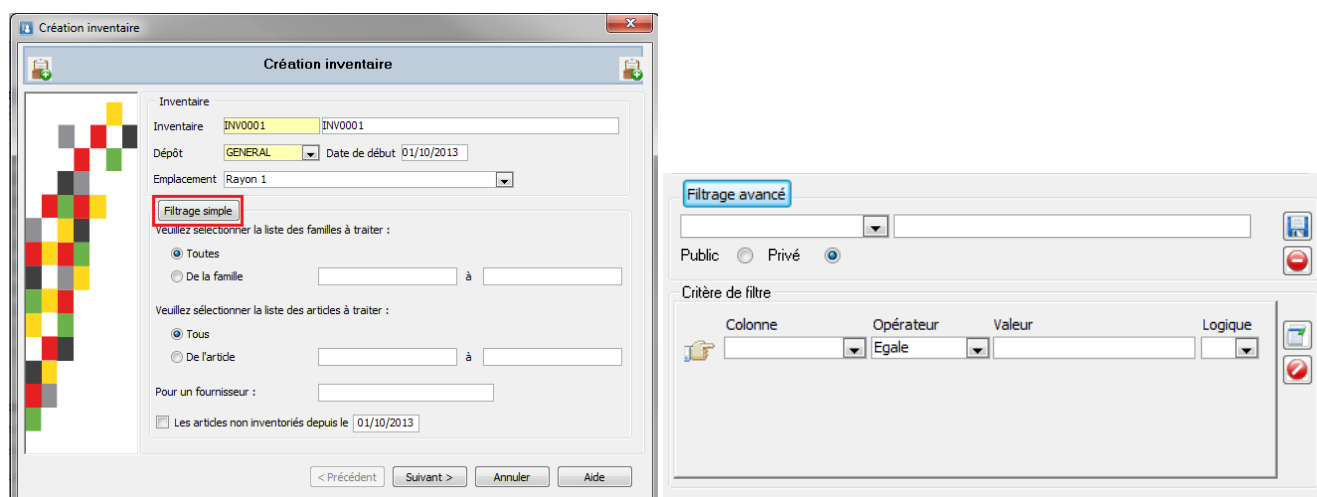 Création inventaire
Création inventaire
Inventaire
Inventaire INV0001 INV0001
Dépôt GENERAL Date de début 01/10/2013
Emplacement Rayon 1
Filtrage simple
Veuillez sélectionner la liste des familles à traiter :
Toutes
De la famille à
Veuillez sélectionner la liste des articles à traiter :
Tous
De l'article à
Pour un fournisseur :
Les articles non inventoriés depuis le 01/10/2013
< Précédent Suivant > Annuler Aide
Filtrage avancé
Public Privé
Critère de filtre
Colonne Opérateur Valeur Logique
Egale